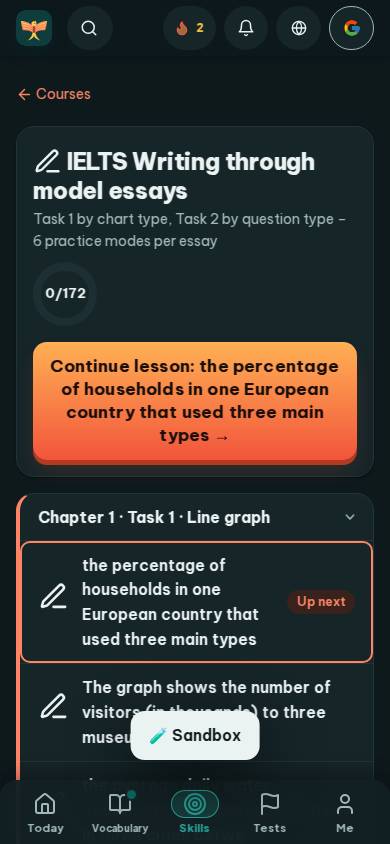 2
← Courses
IELTS Writing through
model essays
Task 1 by chart type, Task 2 by question type –
6 practice modes per essay
0/172
Continue lesson: the percentage
of households in one European
country that used three main
types →
Chapter 1 · Task 1 · Line graph
the percentage of
households in one
European country that
used three main types
Up next
The graph shows the number of
visitors (in thousands) to three
🧪 Sandbox
Today
Vocabulary
Skills
Tests
Me